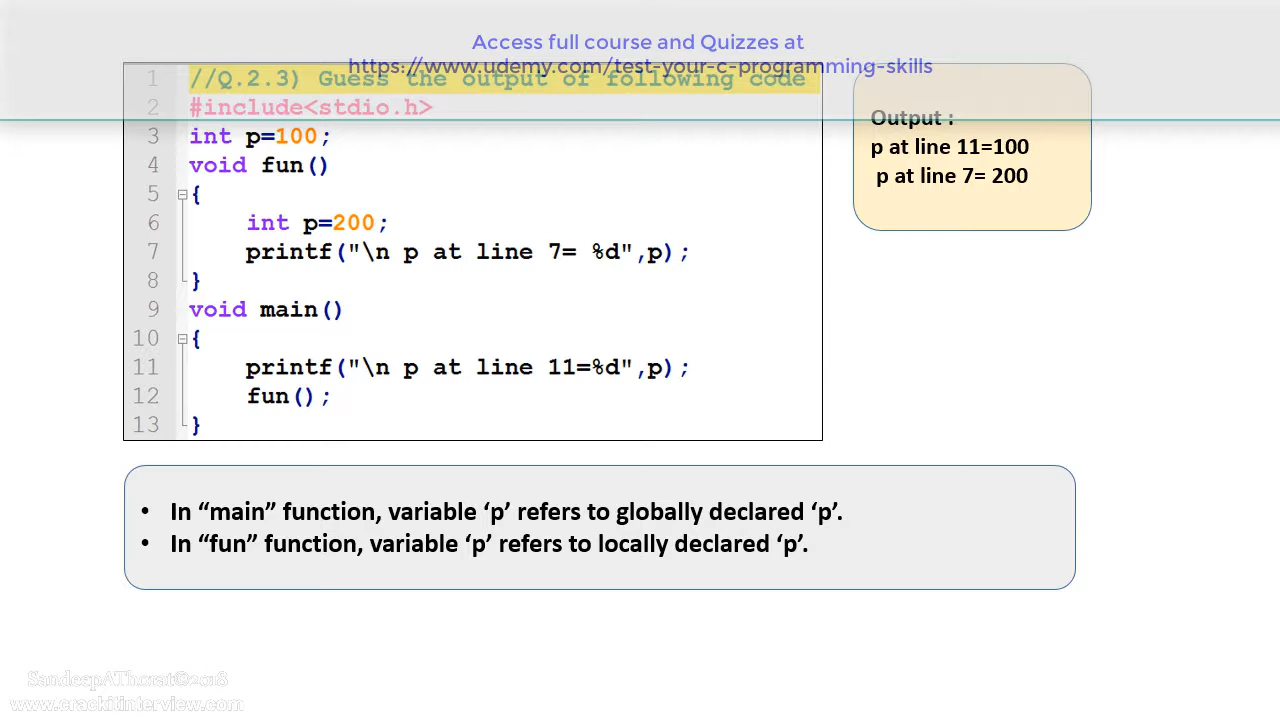 Access full course and Quizzes at
https://www.udemy.com/test-your-c-programming-skills
1 //Q.2.3) Guess the output of following code
2 #include<stdio.h>
3 int p=100;
4 void fun()
5 {
6 int p=200;
7 printf("\n p at line 7= %d",p);
8 }
9 void main()
10 {
11 printf("\n p at line 11=%d",p);
12 fun();
13 }
Output :
p at line 11=100
p at line 7= 200
• In “main” function, variable ‘p’ refers to globally declared ‘p’.
• In “fun” function, variable ‘p’ refers to locally declared ‘p’.
SandeepAThorat©2018
www.crackitinterview.com